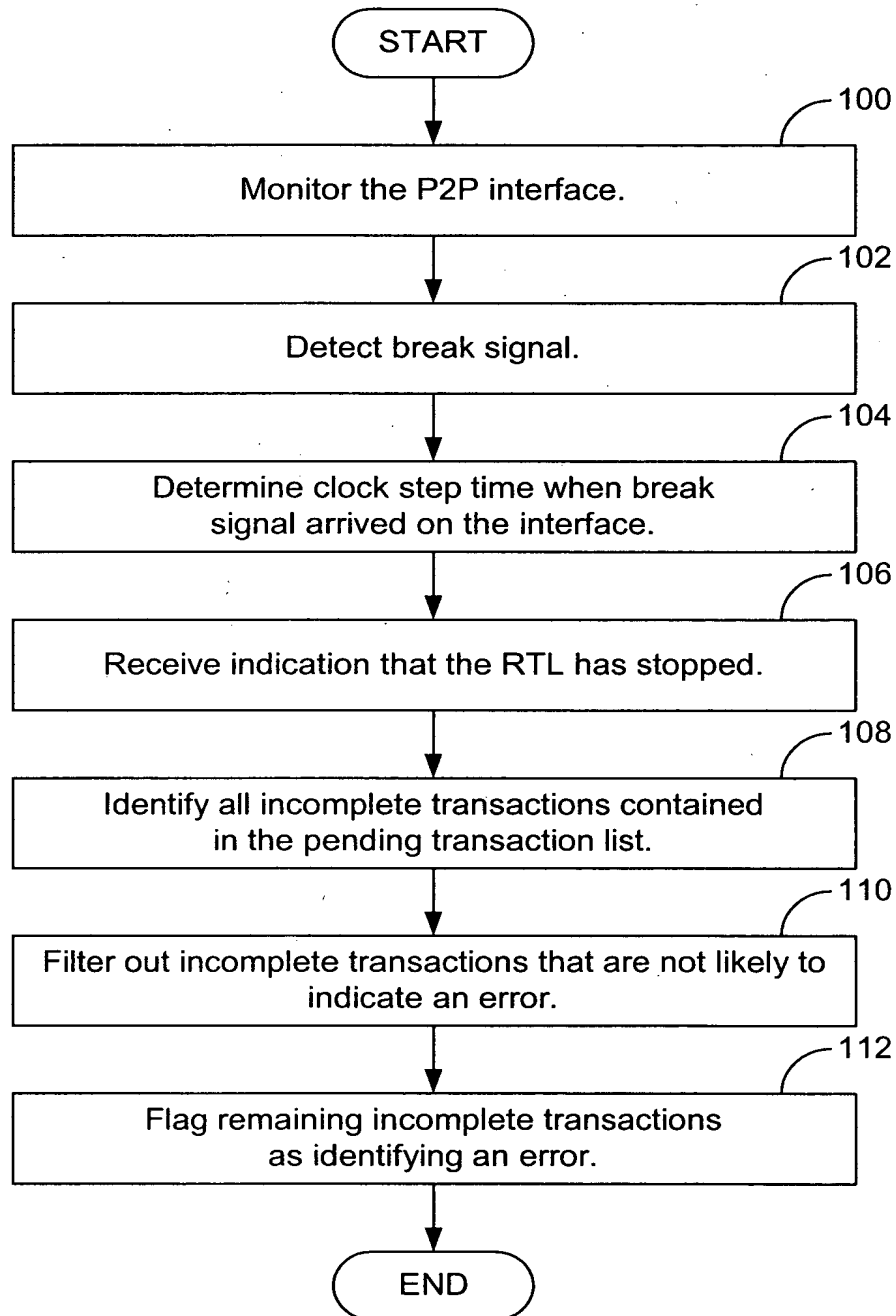 START
100
Monitor the P2P interface.
102
Detect break signal.
104
Determine clock step time when break
signal arrived on the interface.
106
Receive indication that the RTL has stopped.
108
Identify all incomplete transactions contained
in the pending transaction list.
110
Filter out incomplete transactions that are not likely to
indicate an error.
112
Flag remaining incomplete transactions
as identifying an error.
END